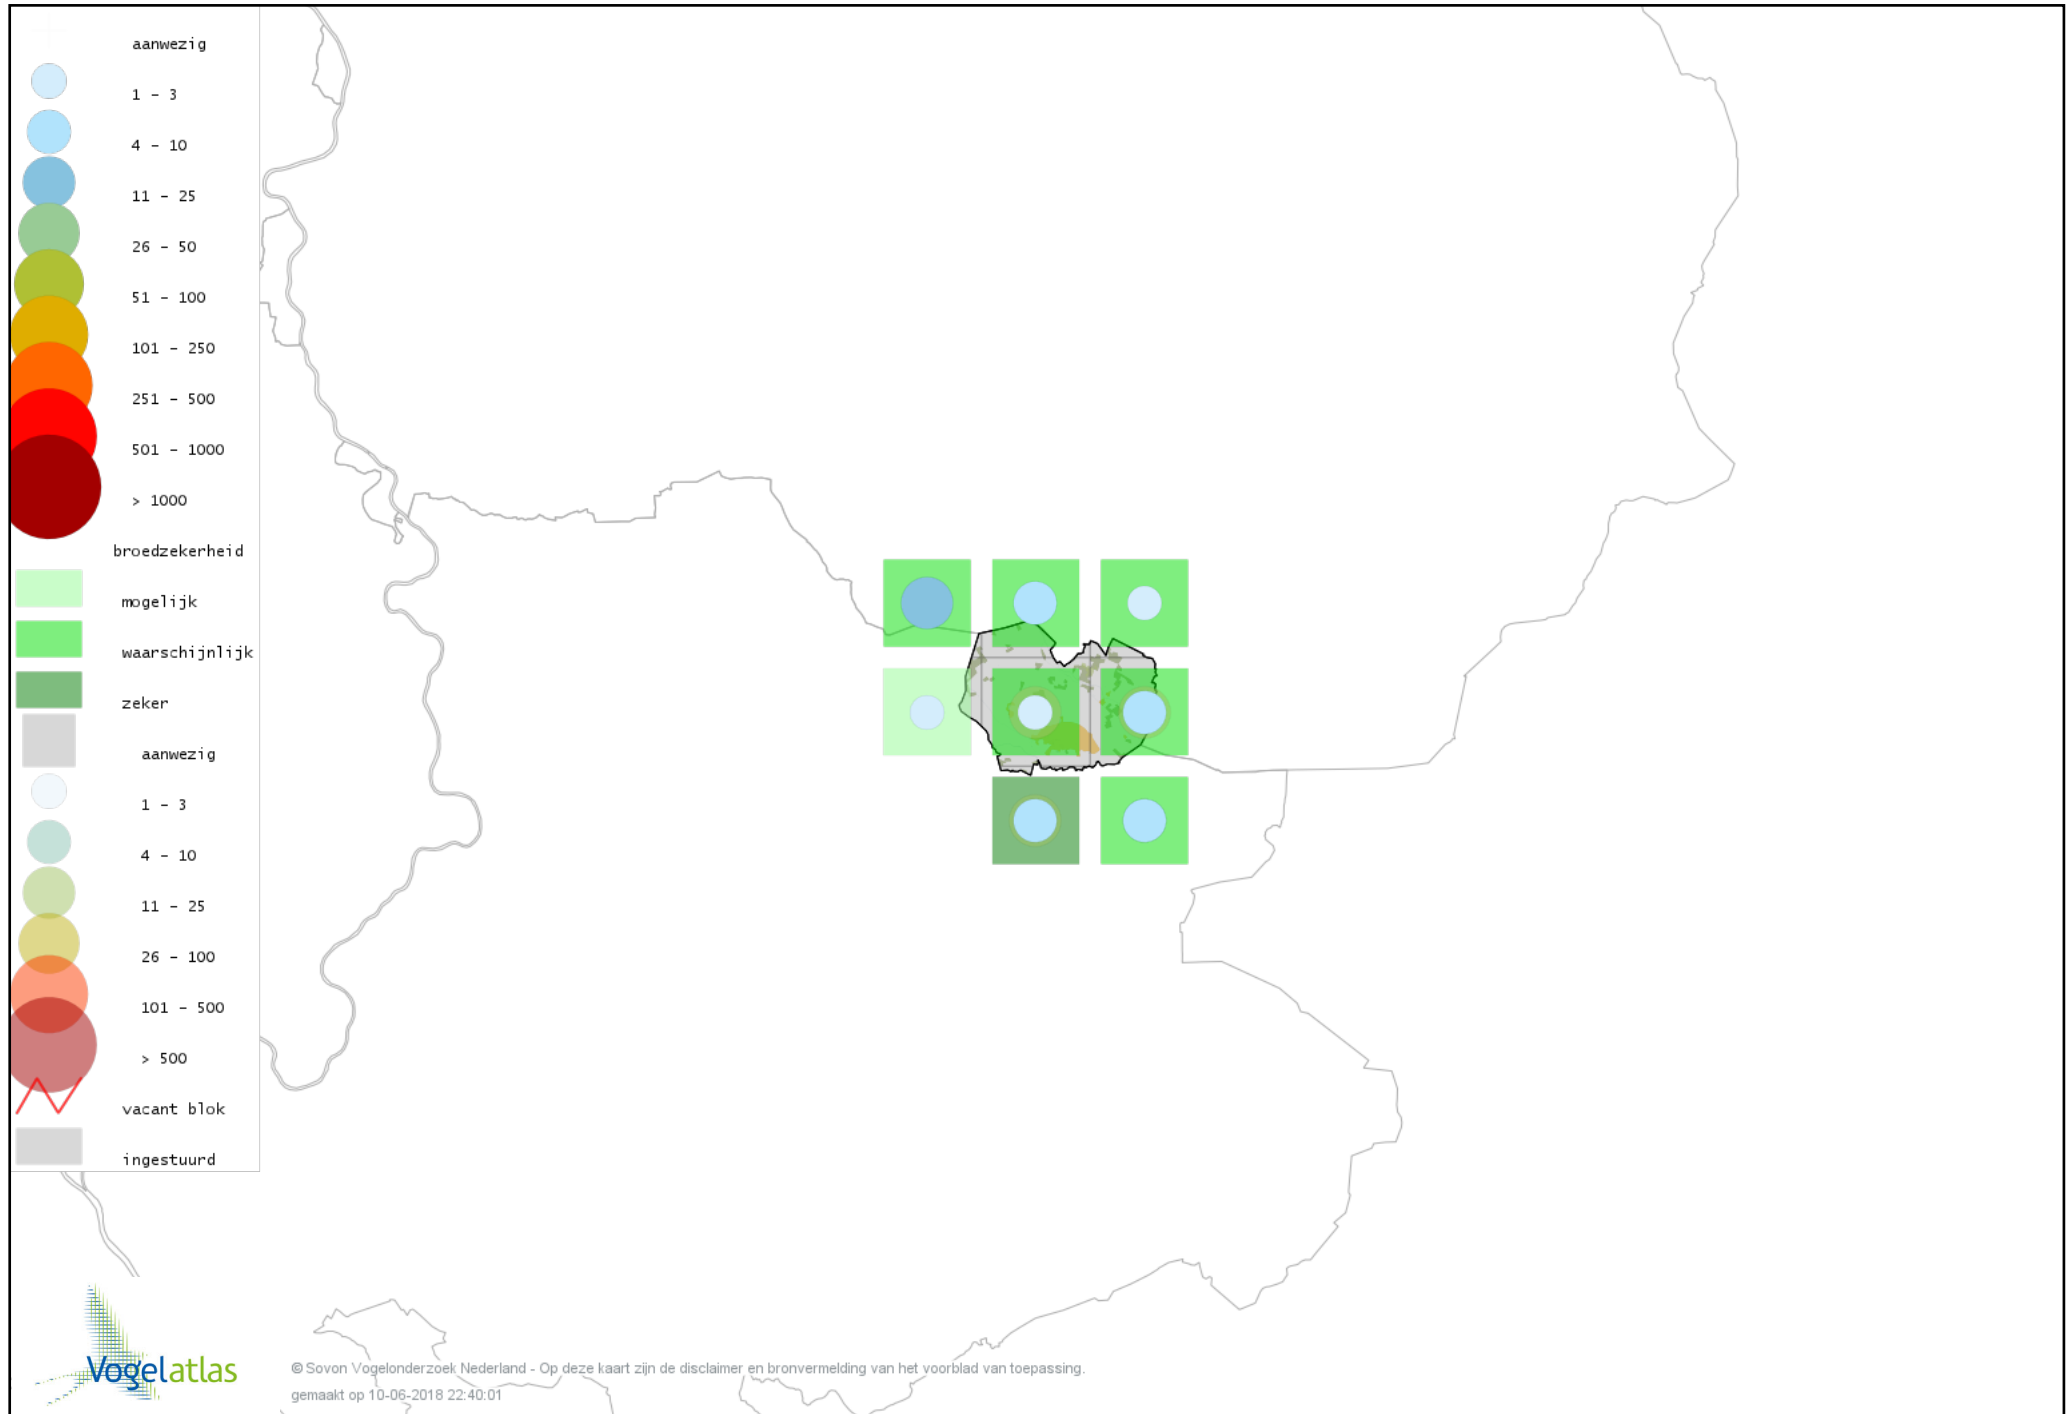 aanwezig
1 - 3
4 - 10
11 - 25
26 - 50
51 - 100
101 - 250
251 - 500
501 - 1000
> 1000
broedzekerheid
mogelijk
waarschijnlijk
zeker
aanwezig
1 - 3
4 - 10
11 - 25
26 - 100
101 - 500
> 500
vacant blok
ingestuurd
Vogelatlas
© Sovon Vogelonderzoek Nederland - Op deze kaart zijn de disclaimer en bronvermelding van het voorblad van toepassing.
gemaakt op 10-06-2018 22:40:01